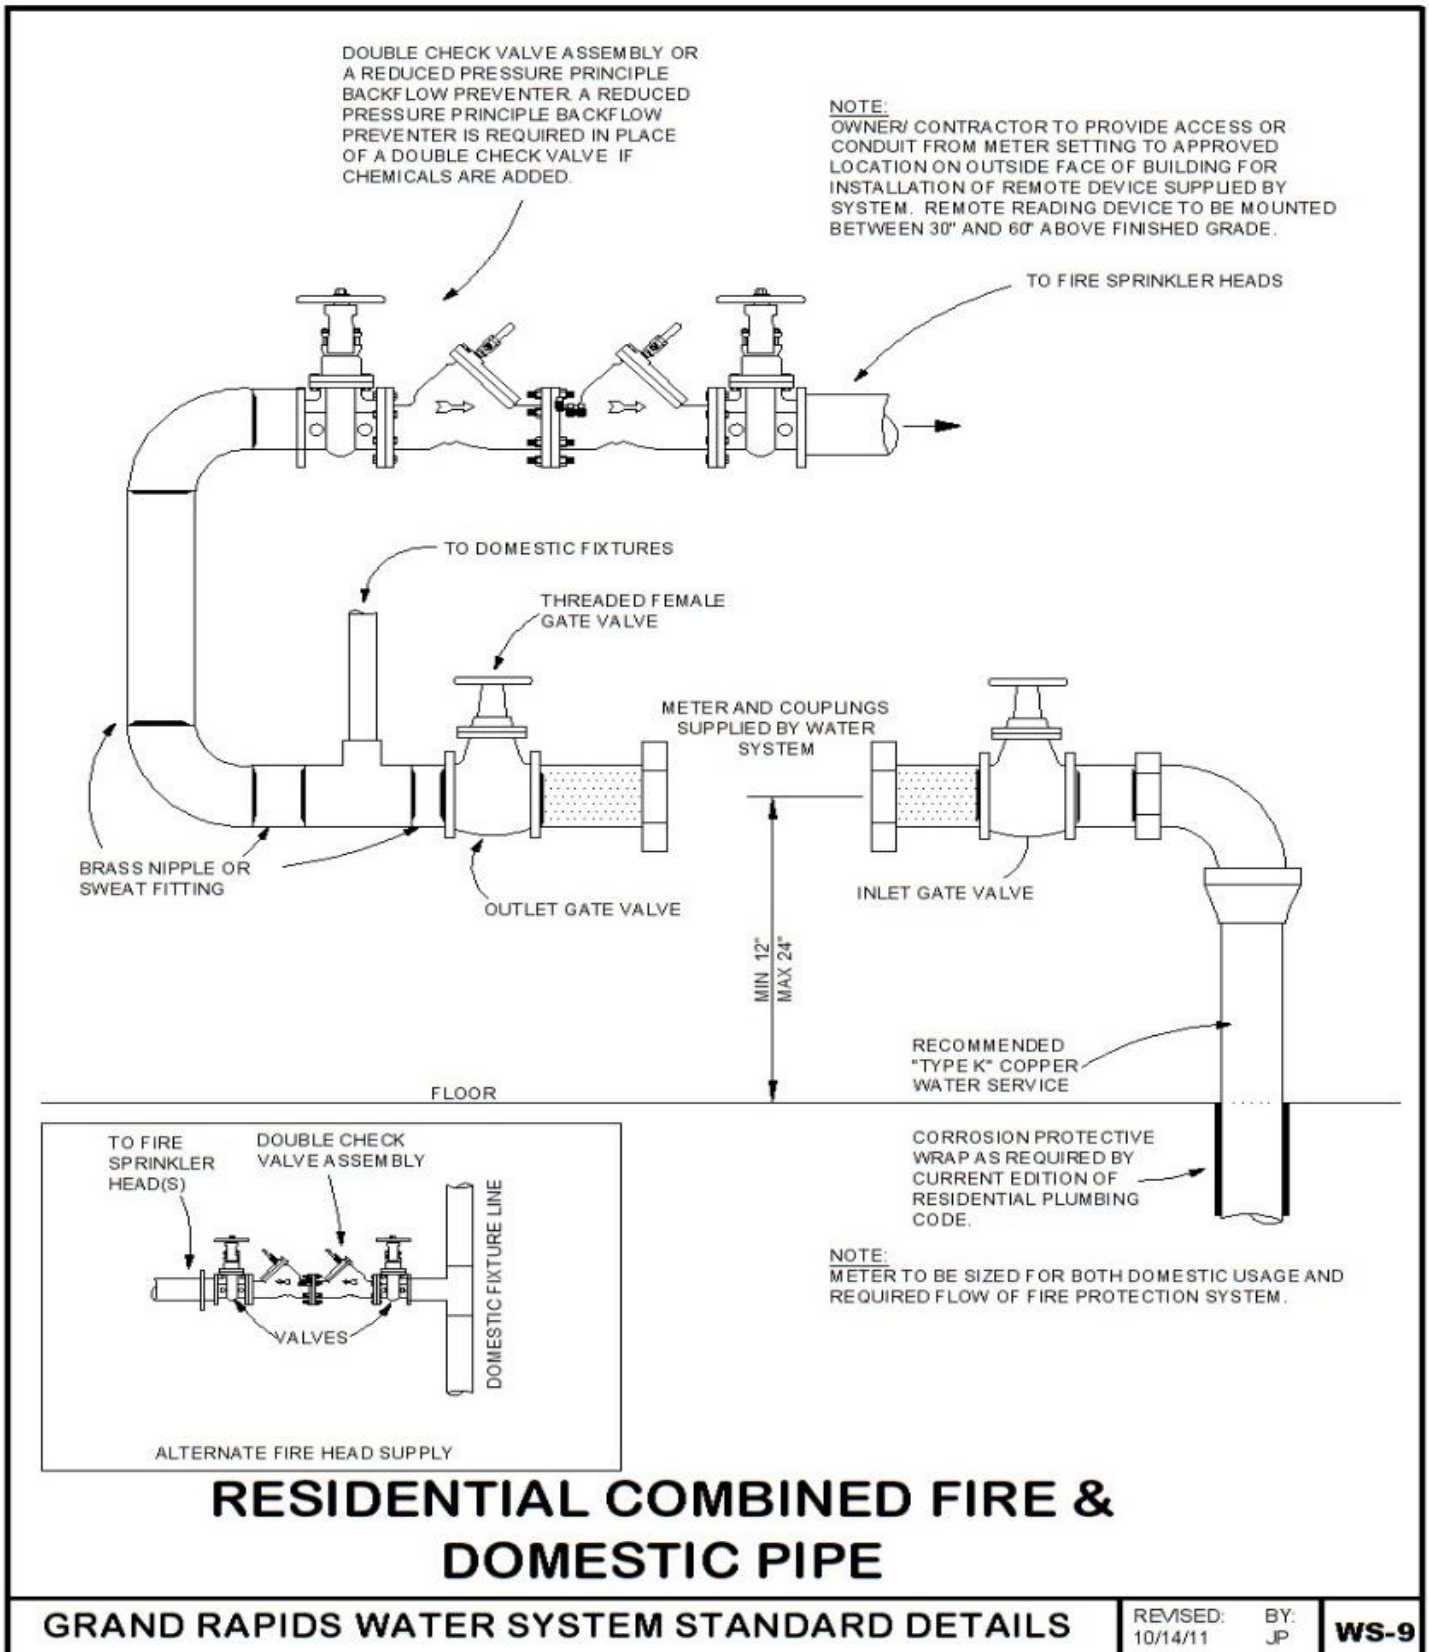 DOUBLE CHECK VALVE ASSEMBLY OR
A REDUCED PRESSURE PRINCIPLE
BACKFLOW PREVENTER. A REDUCED
PRESSURE PRINCIPLE BACKFLOW
PREVENTER IS REQUIRED IN PLACE
OF A DOUBLE CHECK VALVE IF
CHEMICALS ARE ADDED.
NOTE:
OWNER/ CONTRACTOR TO PROVIDE ACCESS OR
CONDUIT FROM METER SETTING TO APPROVED
LOCATION ON OUTSIDE FACE OF BUILDING FOR
INSTALLATION OF REMOTE DEVICE SUPPLIED BY
SYSTEM. REMOTE READING DEVICE TO BE MOUNTED
BETWEEN 30" AND 60" ABOVE FINISHED GRADE.
TO FIRE SPRINKLER HEADS
TO DOMESTIC FIXTURES
THREADED FEMALE
GATE VALVE
METER AND COUPLINGS
SUPPLIED BY WATER
SYSTEM
BRASS NIPPLE OR
SWEAT FITTING
OUTLET GATE VALVE
INLET GATE VALVE
MIN 12"
MAX 24"
RECOMMENDED
"TYPE K" COPPER
WATER SERVICE
FLOOR
TO FIRE
SPRINKLER
HEAD(S)
DOUBLE CHECK
VALVE ASSEMBLY
DOMESTIC FIXTURE LINE
VALVES
ALTERNATE FIRE HEAD SUPPLY
CORROSION PROTECTIVE
WRAP AS REQUIRED BY
CURRENT EDITION OF
RESIDENTIAL PLUMBING
CODE.
NOTE:
METER TO BE SIZED FOR BOTH DOMESTIC USAGE AND
REQUIRED FLOW OF FIRE PROTECTION SYSTEM.
RESIDENTIAL COMBINED FIRE &
DOMESTIC PIPE
GRAND RAPIDS WATER SYSTEM STANDARD DETAILS
REVISED: BY:
10/14/11 JP
WS-9